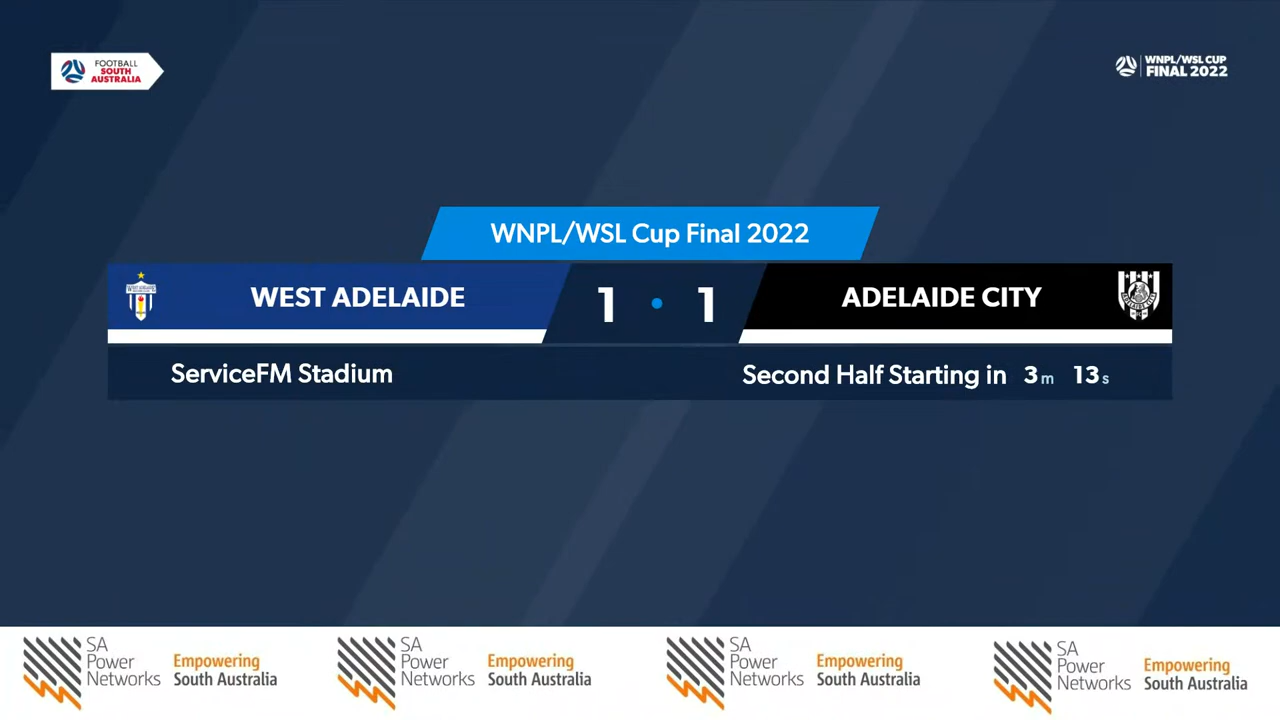 FOOTBALL
SOUTH
AUSTRALIA
WNPL/WSL CUP
FINAL 2022
WNPL/WSL Cup Final 2022
WEST ADELAIDE
1 • 1
ADELAIDE CITY
ServiceFM Stadium
Second Half Starting in 3m 13s
SA
Power
Networks
Empowering
South Australia
SA
Power
Networks
Empowering
South Australia
SA
Power
Networks
Empowering
South Australia
SA
Power
Networks
Empowering
South Australia